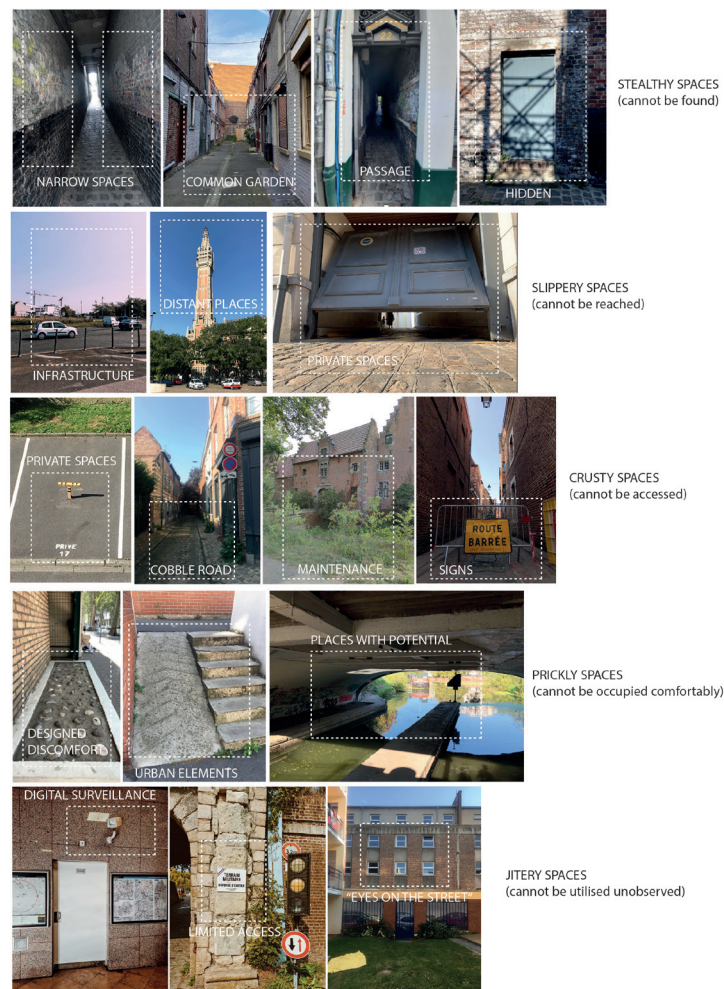 NARROW SPACES
COMMON GARDEN
22
PASSAGE
HIDDEN
STEALTHY SPACES
(cannot be found)
INFRASTRUCTURE
DISTANT PLACES
PRIVATE SPACES
SLIPPERY SPACES
(cannot be reached)
PRIVATE SPACES
PRIVE
17
COBBLE ROAD
MAINTENANCE
ROUTE
BARRÉE
SIGNS
CRUSTY SPACES
(cannot be accessed)
DESIGNED
DISCOMFORT
URBAN ELEMENTS
PLACES WITH POTENTIAL
PRICKLY SPACES
(cannot be occupied comfortably)
DIGITAL SURVEILLANCE
TERRAIN
MILITAIRE
LIMITED ACCESS
"EYES ON THE STREET"
JITERY SPACES
(cannot be utilised unobserved)